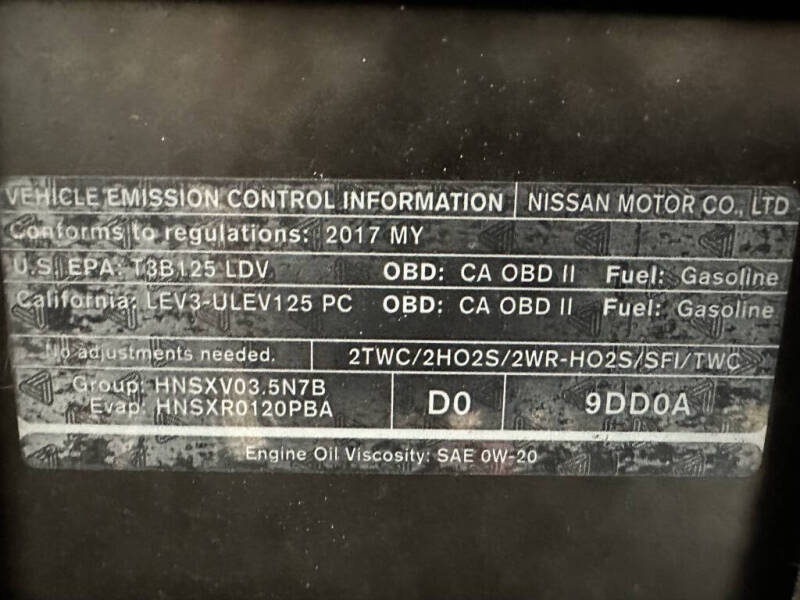 VEHICLE EMISSION CONTROL INFORMATION NISSAN MOTOR CO., LTD
Conforms to regulations: 2017 MY
U.S. EPA: T3B125 LDV OBD: CA OBD II Fuel: Gasoline
California: LEV3-ULEV125 PC OBD: CA OBD II Fuel: Gasoline
No adjustments needed. 2TWC/2HO2S/2WR-HO2S/SFI/TWC
Group: HNSXV03.5N7B
Evap: HNSXR0120PBA
D0 9DD0A
Engine Oil Viscosity: SAE 0W-20